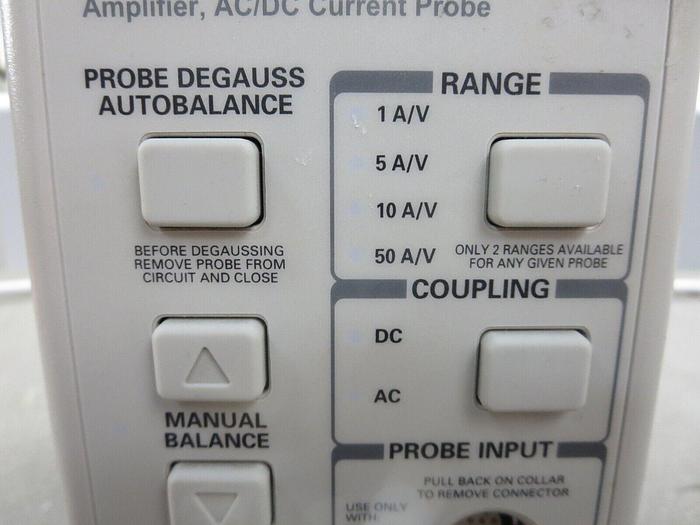 Amplifier, AC/DC Current Probe
PROBE DEGAUSS
AUTOBALANCE
BEFORE DEGAUSSING
REMOVE PROBE FROM
CIRCUIT AND CLOSE
MANUAL
BALANCE
RANGE
1 A/V
5 A/V
10 A/V
50 A/V
ONLY 2 RANGES AVAILABLE
FOR ANY GIVEN PROBE
COUPLING
DC
AC
PROBE INPUT
PULL BACK ON COLLAR
TO REMOVE CONNECTOR
USE ONLY
WITH: